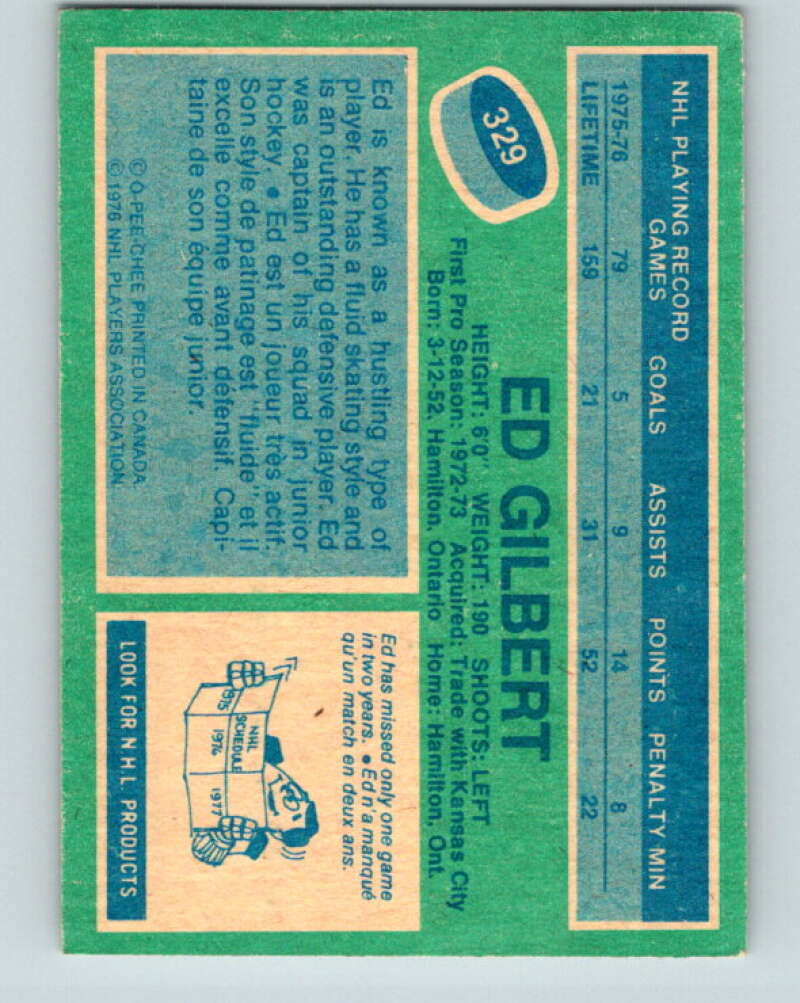 NHL PLAYING RECORD
GAMES GOALS ASSISTS POINTS PENALTY MIN
1975-76 79 5 9 14 8
LIFETIME 159 21 31 52 22
329
ED GILBERT
HEIGHT: 6'0" WEIGHT: 190 SHOOTS: LEFT
First Pro Season: 1972-73 Acquired: Trade with Kansas City
Born: 3-12-52, Hamilton, Ontario Home: Hamilton, Ont.
Ed is known as a hustling type of
player. He has a fluid skating style and
is an outstanding defensive player. Ed
was captain of his squad in junior
hockey. • Ed est un joueur très actif.
Son style de patinage est "fluide" et il
excelle comme avant défensif. Capi-
taine de son équipe junior.
© O-PEE-CHEE PRINTED IN CANADA
© 1976 NHL PLAYERS ASSOCIATION
Ed has missed only one game
in two years. • Ed n'a manqué
qu'un match en deux ans.
NHL
SCHEDULE
1975
1976
1977
LOOK FOR N.H.L. PRODUCTS